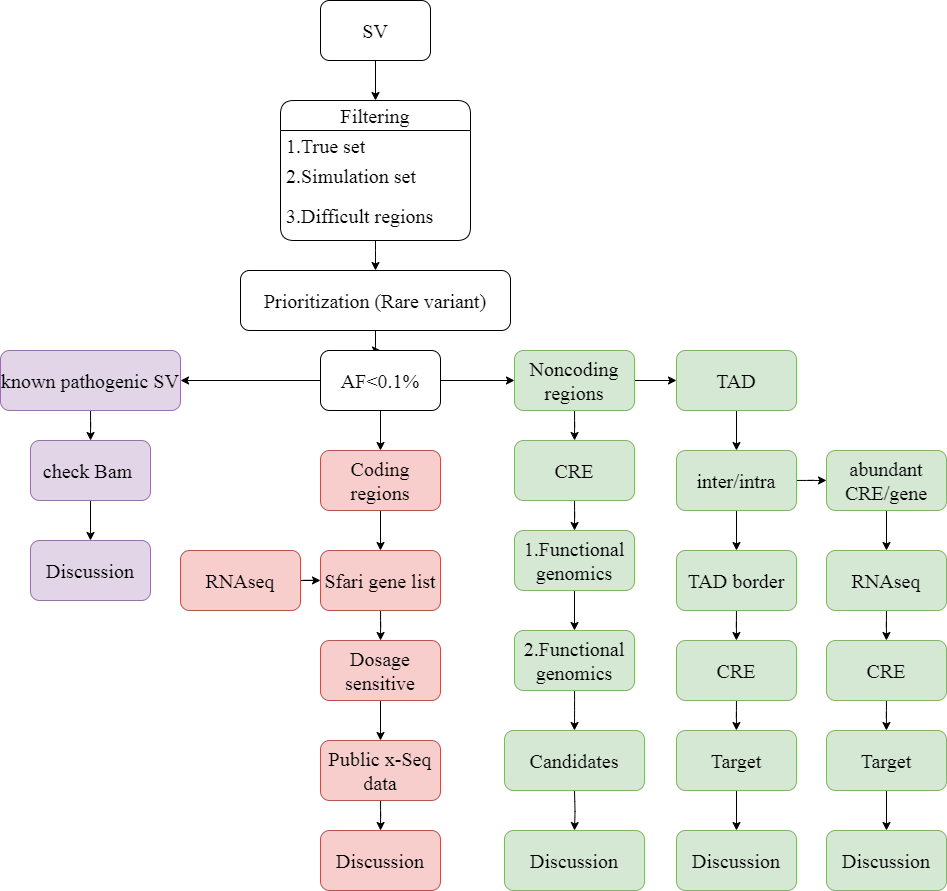 SV
Filtering
1.True set
2.Simulation set
3.Difficult regions
Prioritization (Rare variant)
known pathogenic SV
AF<0.1%
Noncoding
regions
TAD
check Bam
Coding
regions
CRE
inter/intra
abundant
CRE/gene
Discussion
RNAseq
Sfari gene list
1.Functional
genomics
TAD border
RNAseq
Dosage
sensitive
2.Functional
genomics
CRE
CRE
Public x-Seq
data
Candidates
Target
Target
Discussion
Discussion
Discussion
Discussion